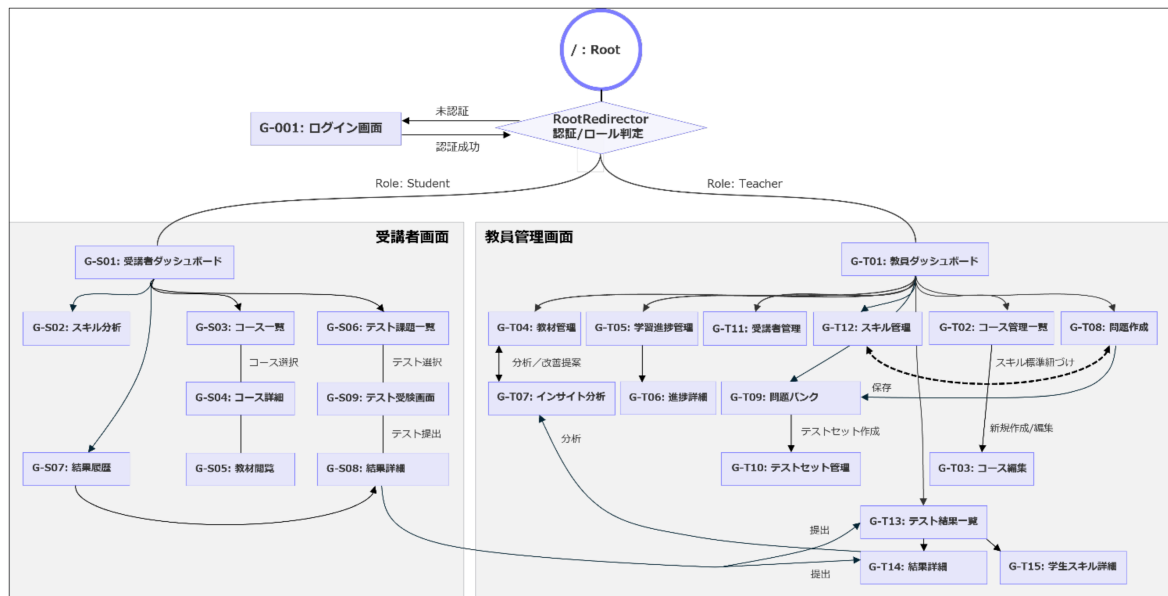 / : Root
RootRedirector
認証/ロール判定
未認証
G-001: ログイン画面
認証成功
Role: Student
Role: Teacher
受講者画面
教員管理画面
G-S01: 受講者ダッシュボード
G-T01: 教員ダッシュボード
G-S02: スキル分析
G-S03: コース一覧
G-S06: テスト課題一覧
G-T04: 教材管理
G-T05: 学習進捗管理
G-T11: 受講者管理
G-T12: スキル管理
G-T02: コース管理一覧
G-T08: 問題作成
コース選択
テスト選択
分析／改善提案
スキル標準紐づけ
保存
G-S04: コース詳細
G-S09: テスト受験画面
G-T07: インサイト分析
G-T06: 進捗詳細
G-T09: 問題バンク
テスト提出
分析
テストセット作成
新規作成/編集
G-S07: 結果履歴
G-S05: 教材閲覧
G-S08: 結果詳細
G-T10: テストセット管理
G-T03: コース編集
提出
G-T13: テスト結果一覧
提出
G-T14: 結果詳細
G-T15: 学生スキル詳細